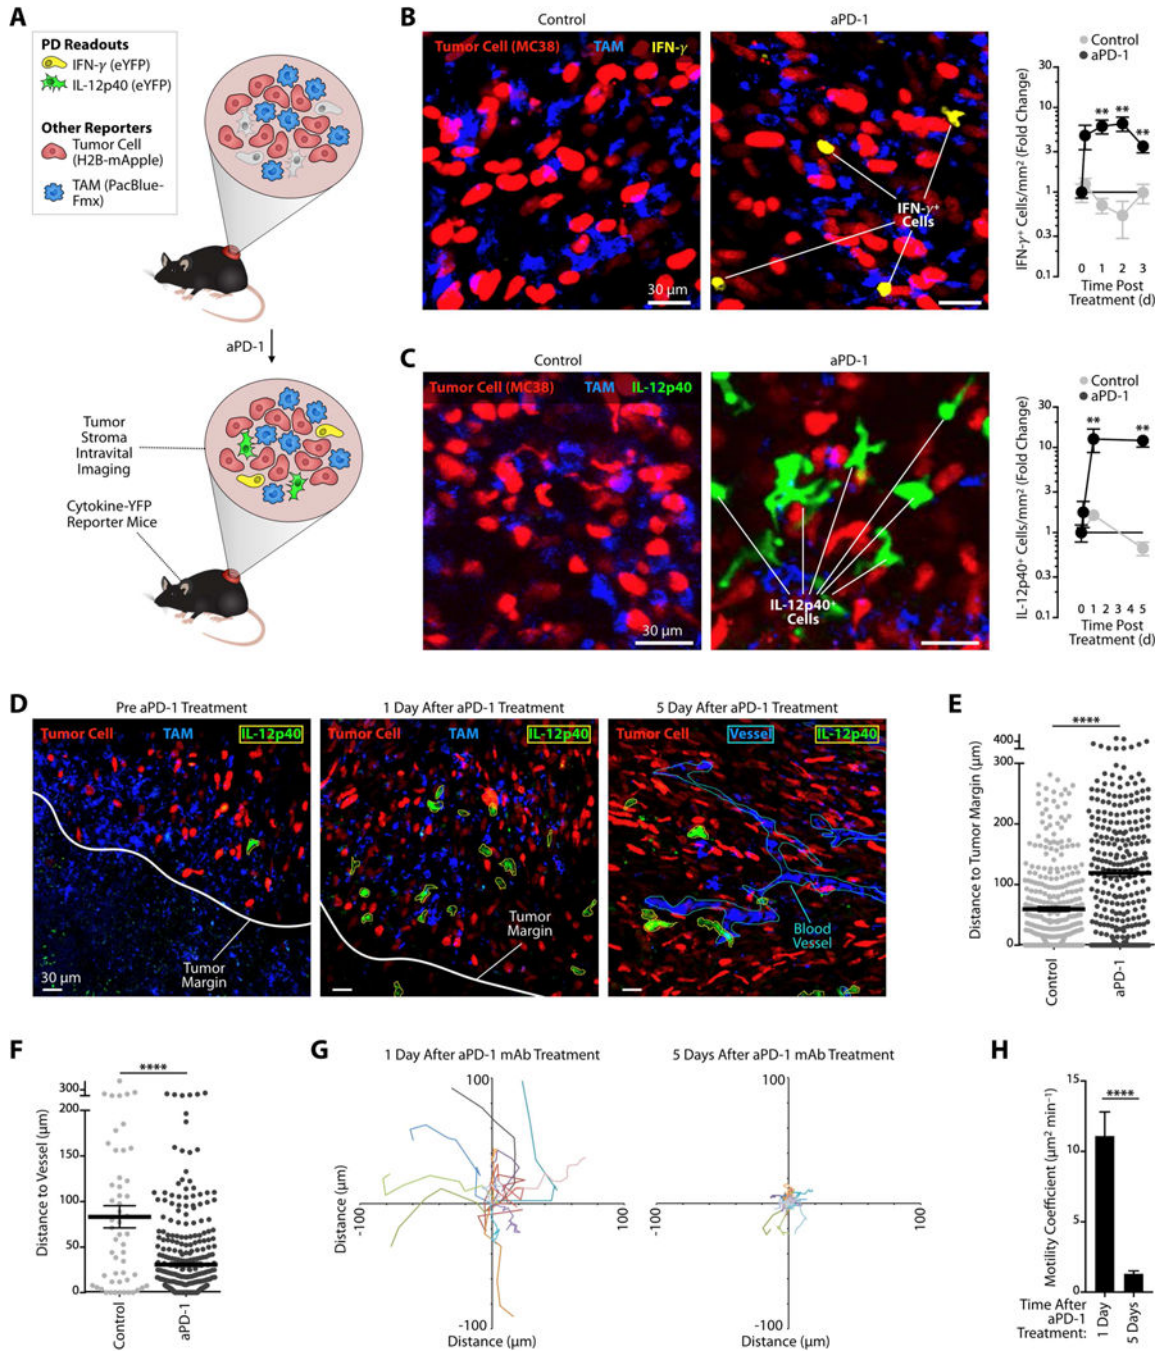 A
PD Readouts
IFN-γ (eYFP)
IL-12p40 (eYFP)
Other Reporters
Tumor Cell
(H2B-mApple)
TAM (PacBlue-
Fmx)
aPD-1
Tumor
Stroma
Intravital
Imaging
Cytokine-YFP
Reporter Mice
B
Control
aPD-1
Tumor Cell (MC38) TAM IFN-γ
IFN-γ⁺
Cells
30 μm
Control
aPD-1
IFN-γ⁺ Cells/mm² (Fold Change)
30
10
3
1
0.3
0.1
** ** **
0 1 2 3
Time Post
Treatment (d)
C
Control
aPD-1
Tumor Cell (MC38) TAM IL-12p40
IL-12p40⁺
Cells
30 μm
Control
aPD-1
IL-12p40⁺ Cells/mm² (Fold Change)
30
10
3
1
0.3
0.1
** **
0 1 2 3 4 5
Time Post
Treatment (d)
D
Pre aPD-1 Treatment
Tumor Cell TAM IL-12p40
Tumor
Margin
30 μm
1 Day After aPD-1 Treatment
Tumor Cell TAM IL-12p40
Tumor
Margin
5 Day After aPD-1 Treatment
Tumor Cell Vessel IL-12p40
Blood
Vessel
E
Distance to Tumor Margin (μm)
400
300
200
100
0
****
Control
aPD-1
F
Distance to Vessel (μm)
300
200
150
100
50
0
****
Control
aPD-1
G
1 Day After aPD-1 mAb Treatment
100
Distance (μm)
-100
100
-100
Distance (μm)
5 Days After aPD-1 mAb Treatment
100
Distance (μm)
-100
100
-100
Distance (μm)
H
Motility Coefficient (μm² min⁻¹)
15
10
5
0
****
Time After
aPD-1
Treatment:
1 Day
5 Days